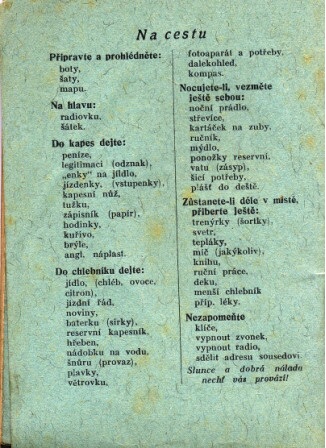 Na cestu
Připravte a prohlédněte:
boty,
šaty,
mapu.
Na hlavu:
radiovku,
šátek.
Do kapes dejte:
peníze,
legitimaci (odznak),
„enky" na jídlo,
jízdenky, (vstupenky),
kapesní nůž,
tužku,
zápisník (papír),
hodinky,
kuřivo,
brýle,
angl. náplast.
Do chlebníku dejte:
jídlo, (chléb, ovoce,
citron),
jízdní řád,
noviny,
baterku (sirky),
reservní kapesník,
hřeben,
nádobku na vodu,
šňůru (provaz),
plavky,
větrovku,
fotoaparát a potřeby,
dalekohled,
kompas.
Nocujete-li, vezměte
ještě sebou:
noční prádlo,
střevíce,
kartáček na zuby,
ručník,
mýdlo,
ponožky reservní,
vatu (zásyp),
šicí potřeby,
plášť do deště.
Zůstanete-li déle v místě,
přiberte ještě:
trenýrky (šortky),
svetr,
tepláky,
míč (jakýkoliv),
knihu,
ruční práce,
deku,
menší chlebník
příp. léky.
Nezapomeňte
klíče,
vypnout zvonek,
vypnout radio,
sdělit adresu sousedovi
Slunce a dobrá nálada
nechť vás provází!